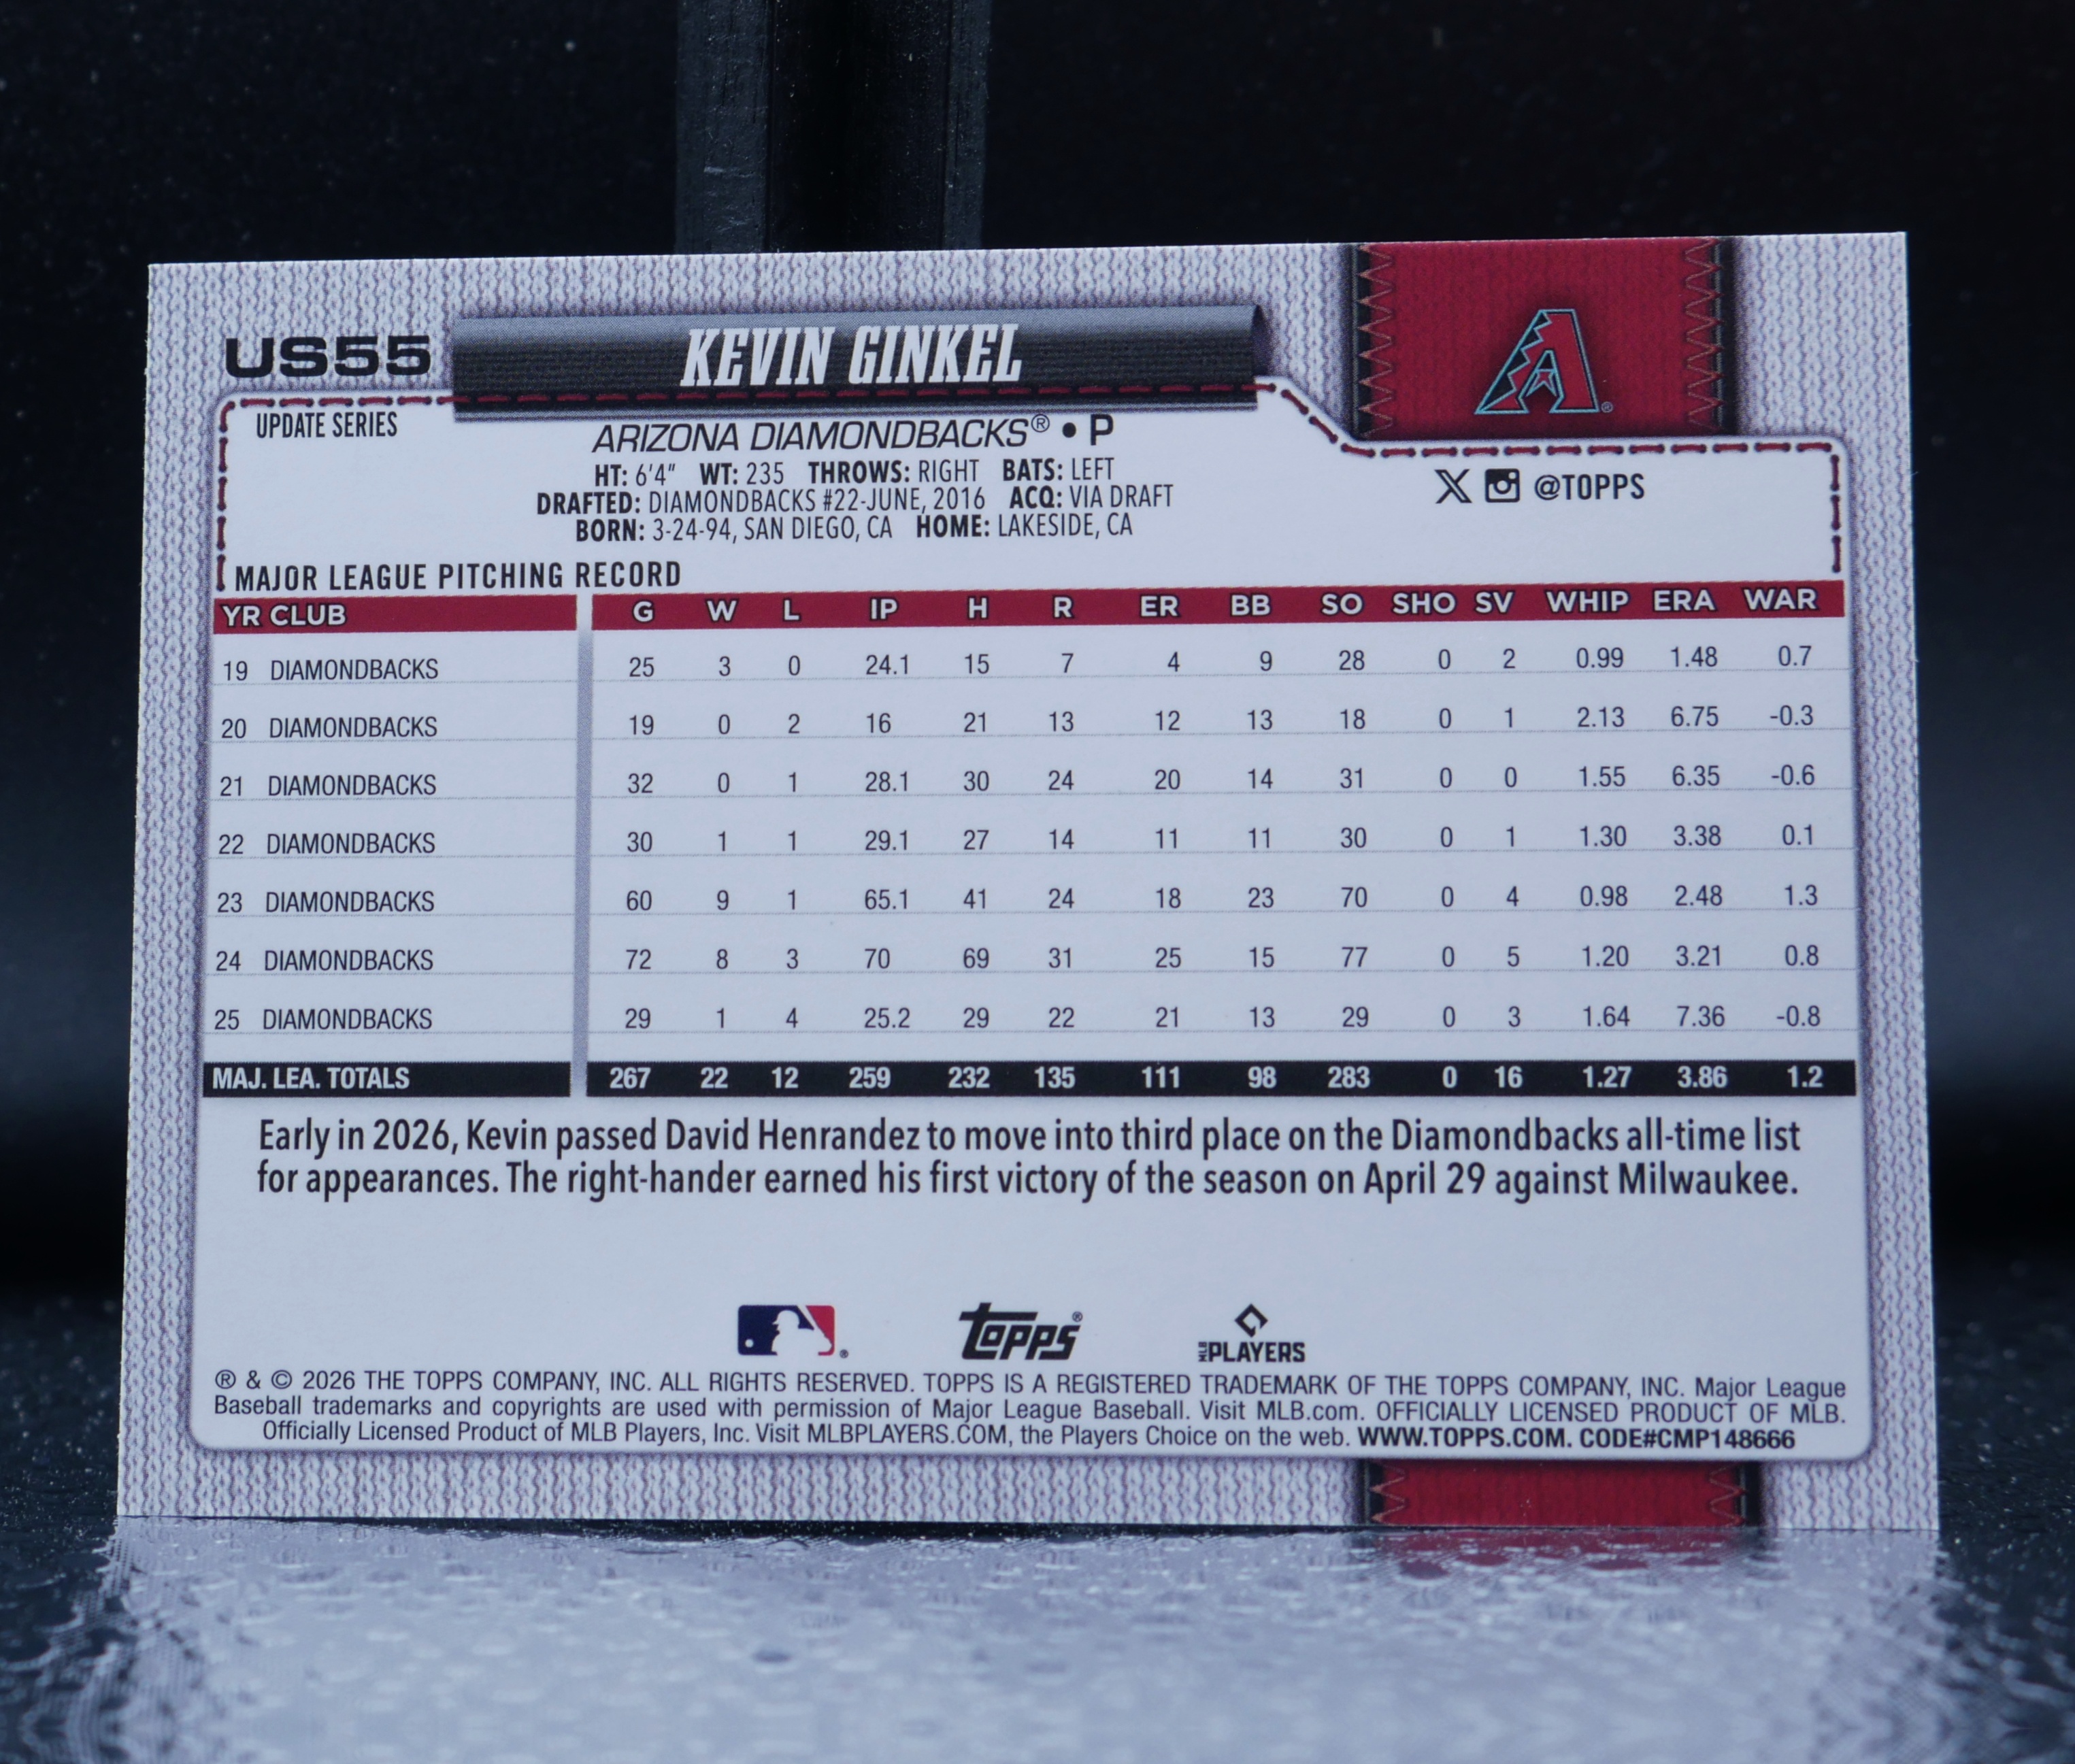 US55 KEVIN GINKEL
UPDATE SERIES
ARIZONA DIAMONDBACKS® • P
HT: 6'4" WT: 235 THROWS: RIGHT BATS: LEFT
DRAFTED: DIAMONDBACKS #22-JUNE, 2016 ACQ: VIA DRAFT
BORN: 3-24-94, SAN DIEGO, CA HOME: LAKESIDE, CA
A®
X @TOPPS
MAJOR LEAGUE PITCHING RECORD
YR CLUB G W L IP H R ER BB SO SHO SV WHIP ERA WAR
19 DIAMONDBACKS 25 3 0 24.1 15 7 4 9 28 0 2 0.99 1.48 0.7
20 DIAMONDBACKS 19 0 2 16 21 13 12 13 18 0 1 2.13 6.75 -0.3
21 DIAMONDBACKS 32 0 1 28.1 30 24 20 14 31 0 0 1.55 6.35 -0.6
22 DIAMONDBACKS 30 1 1 29.1 27 14 11 11 30 0 1 1.30 3.38 0.1
23 DIAMONDBACKS 60 9 1 65.1 41 24 18 23 70 0 4 0.98 2.48 1.3
24 DIAMONDBACKS 72 8 3 70 69 31 25 15 77 0 5 1.20 3.21 0.8
25 DIAMONDBACKS 29 1 4 25.2 29 22 21 13 29 0 3 1.64 7.36 -0.8
MAJ. LEA. TOTALS 267 22 12 259 232 135 111 98 283 0 16 1.27 3.86 1.2
Early in 2026, Kevin passed David Henrandez to move into third place on the Diamondbacks all-time list
for appearances. The right-hander earned his first victory of the season on April 29 against Milwaukee.
® Topps® MLB PLAYERS
® & © 2026 THE TOPPS COMPANY, INC. ALL RIGHTS RESERVED. TOPPS IS A REGISTERED TRADEMARK OF THE TOPPS COMPANY, INC. Major League
Baseball trademarks and copyrights are used with permission of Major League Baseball. Visit MLB.com. OFFICIALLY LICENSED PRODUCT OF MLB.
Officially Licensed Product of MLB Players, Inc. Visit MLBPLAYERS.COM, the Players Choice on the web. WWW.TOPPS.COM. CODE#CMP148666